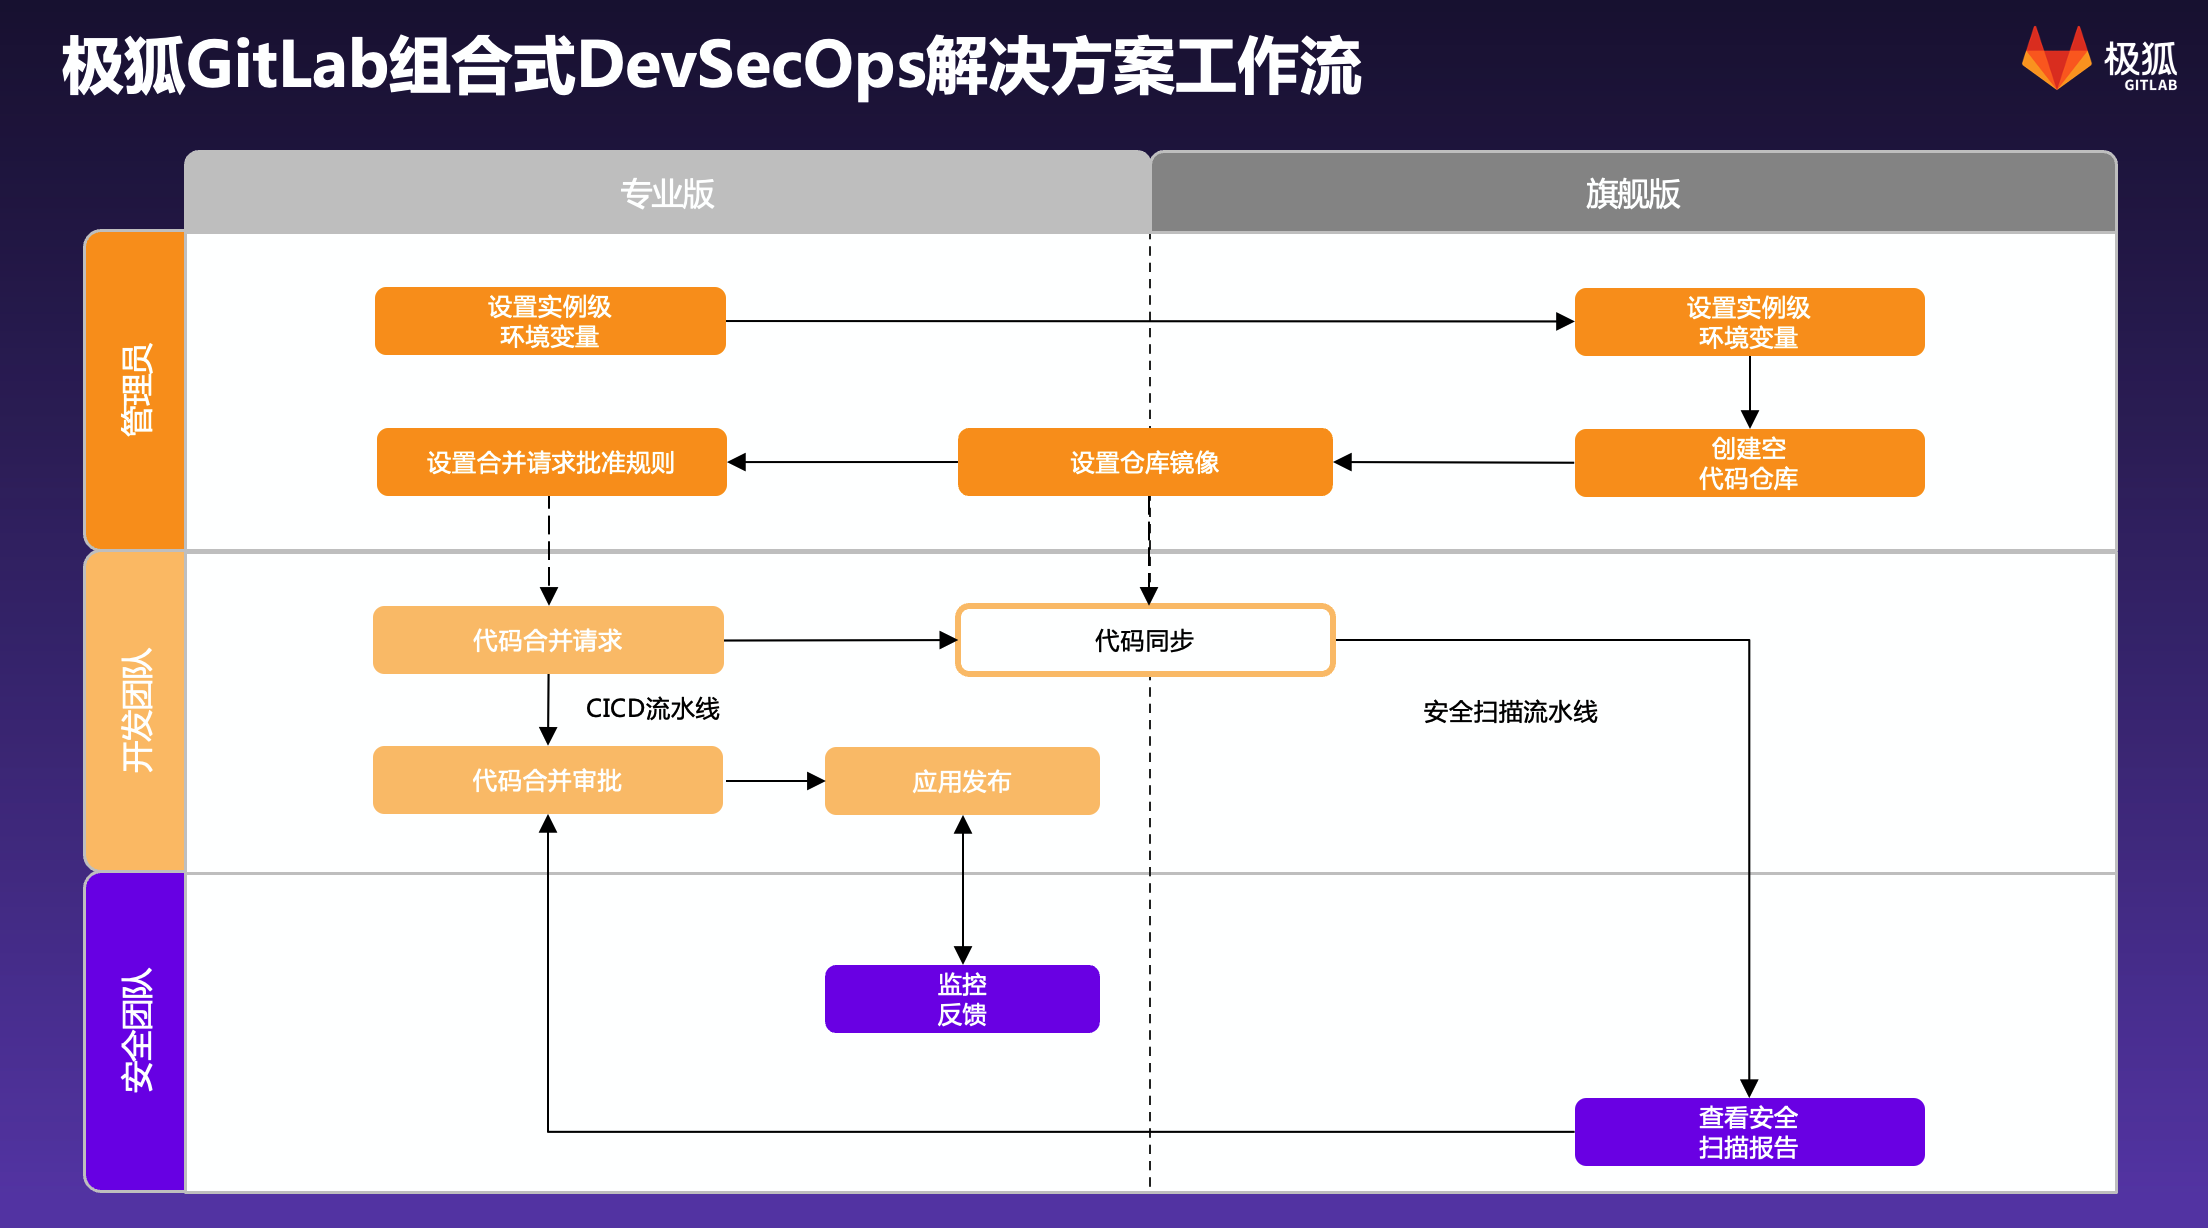 极狐GitLab组合式DevSecOps解决方案工作流
极狐
GITLAB
专业版
旗舰版
管理员
设置实例级
环境变量
设置实例级
环境变量
设置合并请求批准规则
设置仓库镜像
创建空
代码仓库
开发团队
代码合并请求
代码同步
CICD流水线
安全扫描流水线
代码合并审批
应用发布
安全团队
监控
反馈
查看安全
扫描报告